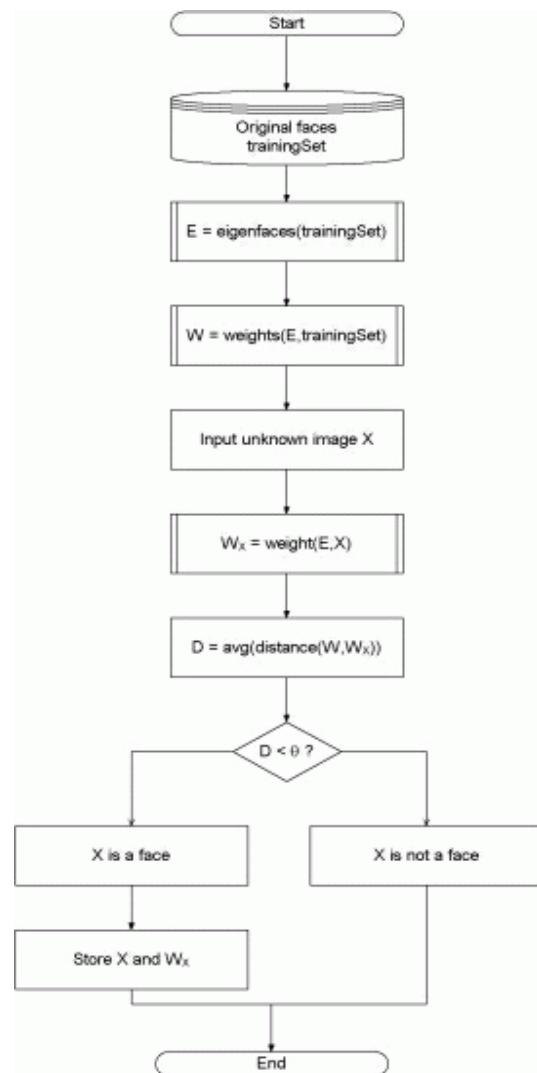 Start
Original faces
trainingSet
E = eigenfaces(trainingSet)
W = weights(E,trainingSet)
Input unknown image X
Wₓ = weight(E,X)
D = avg(distance(W,Wₓ))
D < θ ?
X is a face
X is not a face
Store X and Wₓ
End